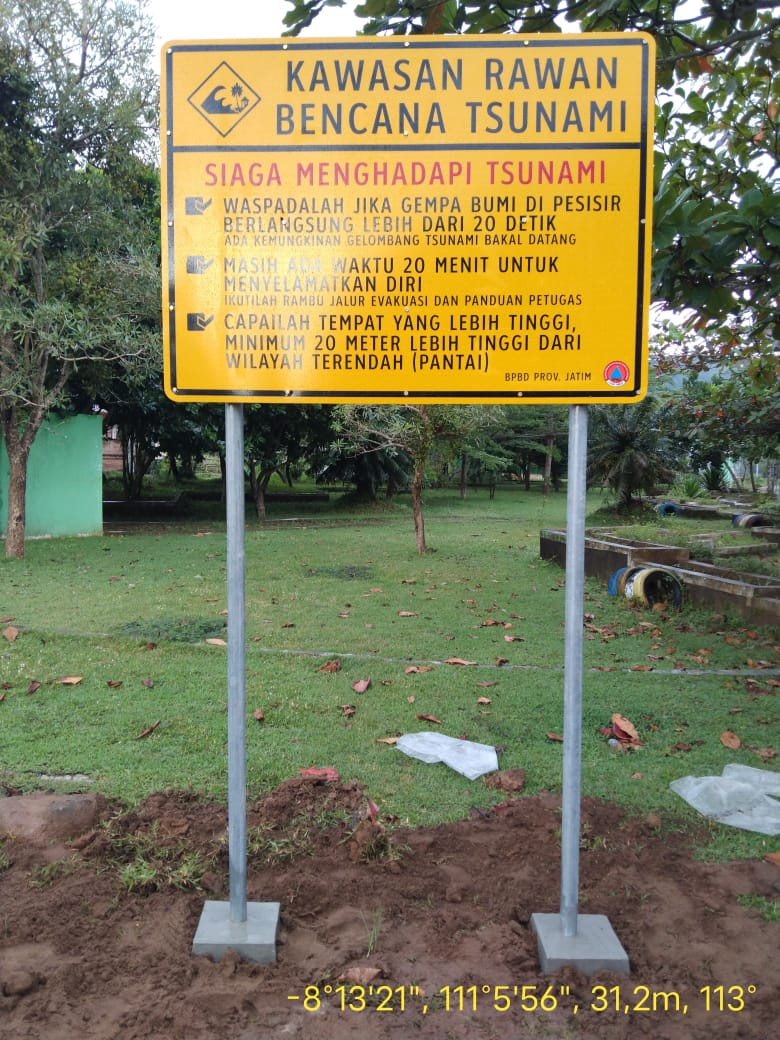 KAWASAN RAWAN
BENCANA TSUNAMI
SIAGA MENGHADAPI TSUNAMI
WASPADALAH JIKA GEMPA BUMI DI PESISIR
BERLANGSUNG LEBIH DARI 20 DETIK
ADA KEMUNGKINAN GELOMBANG TSUNAMI BAKAL DATANG
MASIH ADA WAKTU 20 MENIT UNTUK
MENYELAMATKAN DIRI
IKUTILAH RAMBU JALUR EVAKUASI DAN PANDUAN PETUGAS
CAPAILAH TEMPAT YANG LEBIH TINGGI,
MINIMUM 20 METER LEBIH TINGGI DARI
WILAYAH TERENDAH (PANTAI)
BPBD PROV. JATIM
-8°13'21", 111°5'56", 31,2m, 113°